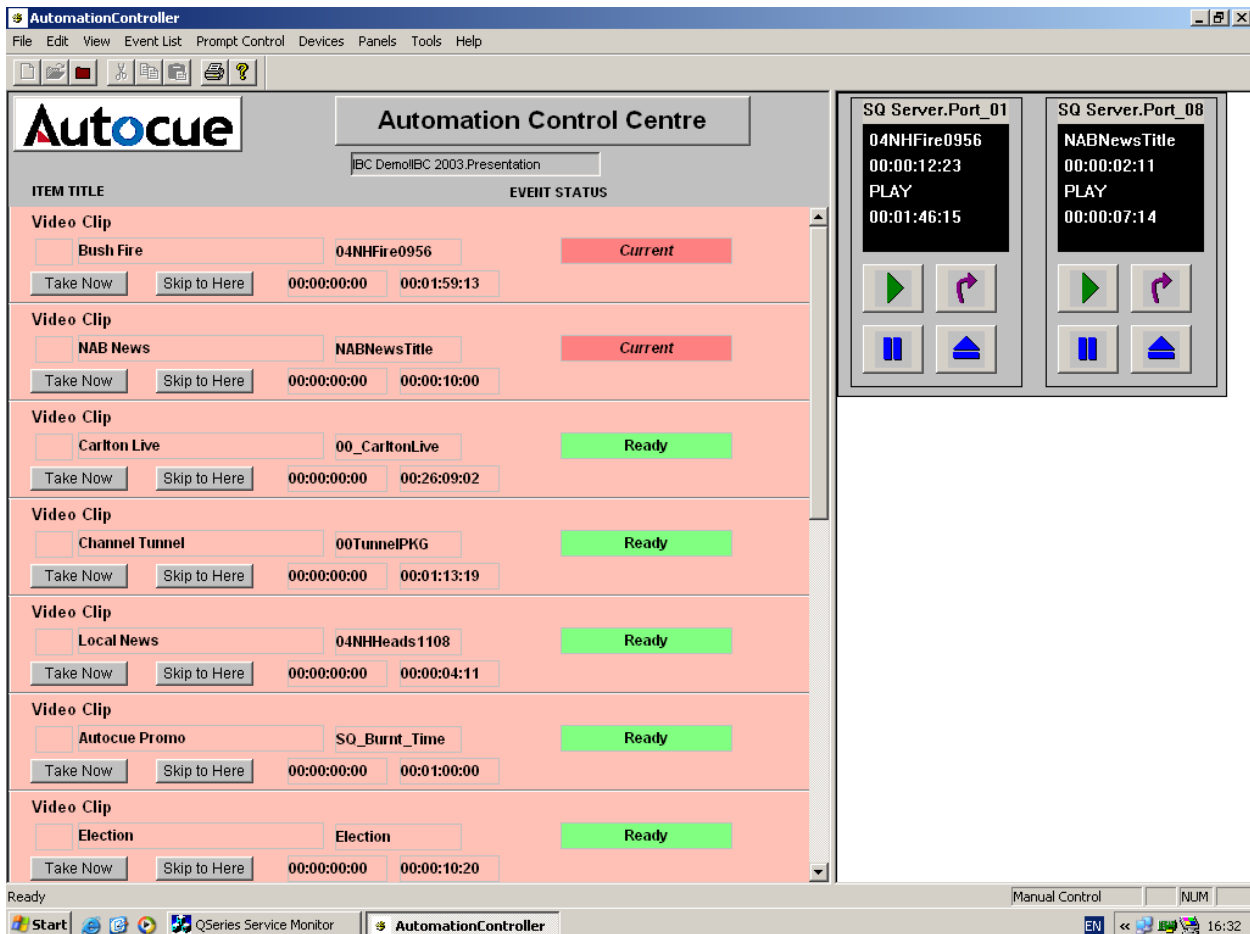 AutomationController
File Edit View Event List Prompt Control Devices Panels Tools Help
Autocue
Automation Control Centre
IBC Demo!IBC 2003.Presentation
ITEM TITLE EVENT STATUS
Video Clip
Bush Fire 04NHFire0956 Current
Take Now Skip to Here 00:00:00:00 00:01:59:13
Video Clip
NAB News NABNewsTitle Current
Take Now Skip to Here 00:00:00:00 00:00:10:00
Video Clip
Carlton Live 00_CarltonLive Ready
Take Now Skip to Here 00:00:00:00 00:26:09:02
Video Clip
Channel Tunnel 00TunnelPKG Ready
Take Now Skip to Here 00:00:00:00 00:01:13:19
Video Clip
Local News 04NHHeads1108 Ready
Take Now Skip to Here 00:00:00:00 00:00:04:11
Video Clip
Autocue Promo SQ_Burnt_Time Ready
Take Now Skip to Here 00:00:00:00 00:01:00:00
Video Clip
Election Election Ready
Take Now Skip to Here 00:00:00:00 00:00:10:20
SQ Server.Port_01
04NHFire0956
00:00:12:23
PLAY
00:01:46:15
SQ Server.Port_08
NABNewsTitle
00:00:02:11
PLAY
00:00:07:14
Ready Manual Control NUM
Start QSeries Service Monitor AutomationController EN « 16:32